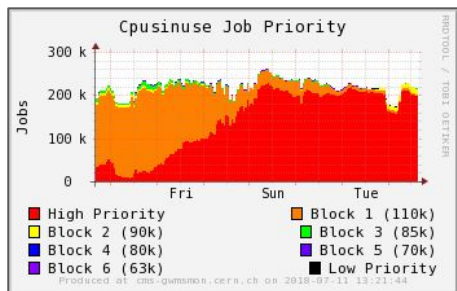 Cpusinuse Job Priority
RRDTOOL / TOBI OETIKER
Jobs
300 k
200 k
100 k
0
Fri Sun Tue
High Priority Block 1 (110k)
Block 2 (90k) Block 3 (85k)
Block 4 (80k) Block 5 (70k)
Block 6 (63k) Low Priority
Produced at cms-gwmsmon.cern.ch on 2018-07-11 13:21:44